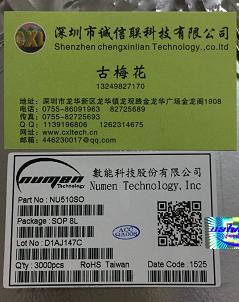 CXL
深圳市诚信联科技有限公司
Shenzhen chengxinlian Technology.,co.ltd
古梅花
13249827170
地址：深圳市龙华新区龙华镇龙观路金龙华广场金龙阁1908
电话：0755-86091963 0755-82725689
传真：0755-82725693
Q Q：1139196806 1262314675
网址：www.cxltech.cn
邮箱：446230017@qq.com
numen
數能科技股份有限公司
Numen Technology,Inc
Part No : NU510SO
Package : SOP 8L
Lot No : D1AJ147C
Q'ty : 3000pcs RoHS Taiwan Date Code : 1525